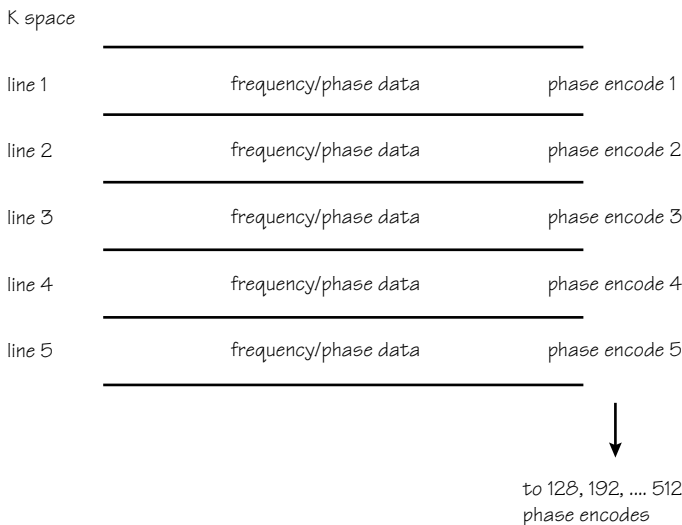 K space
line 1 frequency/phase data phase encode 1
line 2 frequency/phase data phase encode 2
line 3 frequency/phase data phase encode 3
line 4 frequency/phase data phase encode 4
line 5 frequency/phase data phase encode 5
to 128, 192, .... 512
phase encodes